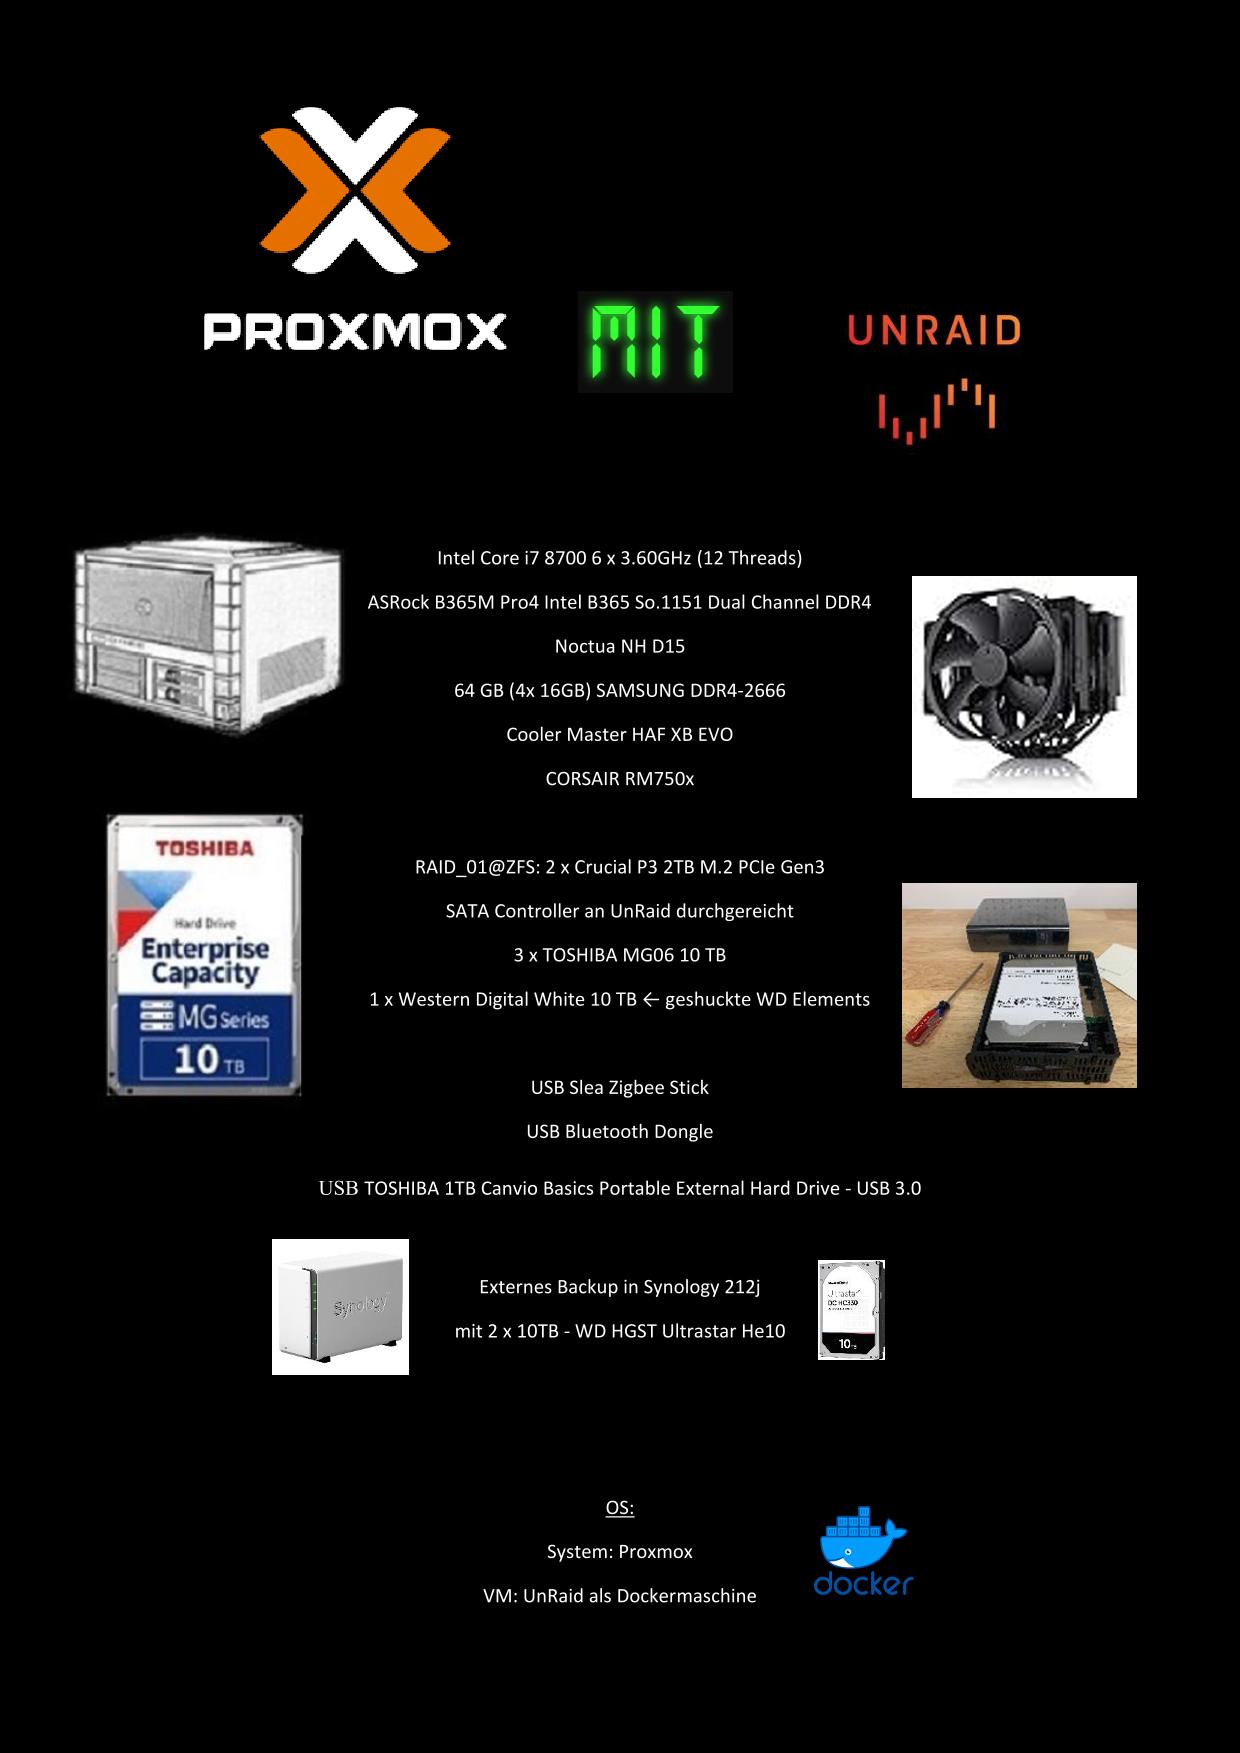 PROXMOX
MIT
UNRAID
Intel Core i7 8700 6 x 3.60GHz (12 Threads)
ASRock B365M Pro4 Intel B365 So.1151 Dual Channel DDR4
Noctua NH D15
64 GB (4x 16GB) SAMSUNG DDR4-2666
Cooler Master HAF XB EVO
CORSAIR RM750x
TOSHIBA
Hard Drive
Enterprise
Capacity
MG Series
10 TB
RAID_01@ZFS: 2 x Crucial P3 2TB M.2 PCIe Gen3
SATA Controller an UnRaid durchgereicht
3 x TOSHIBA MG06 10 TB
1 x Western Digital White 10 TB ← geshuckte WD Elements
USB Slea Zigbee Stick
USB Bluetooth Dongle
USB TOSHIBA 1TB Canvio Basics Portable External Hard Drive - USB 3.0
Synology
Externes Backup in Synology 212j
mit 2 x 10TB - WD HGST Ultrastar He10
Ultrastar
DC HC330
10 TB
OS:
System: Proxmox
VM: UnRaid als Dockermaschine
docker